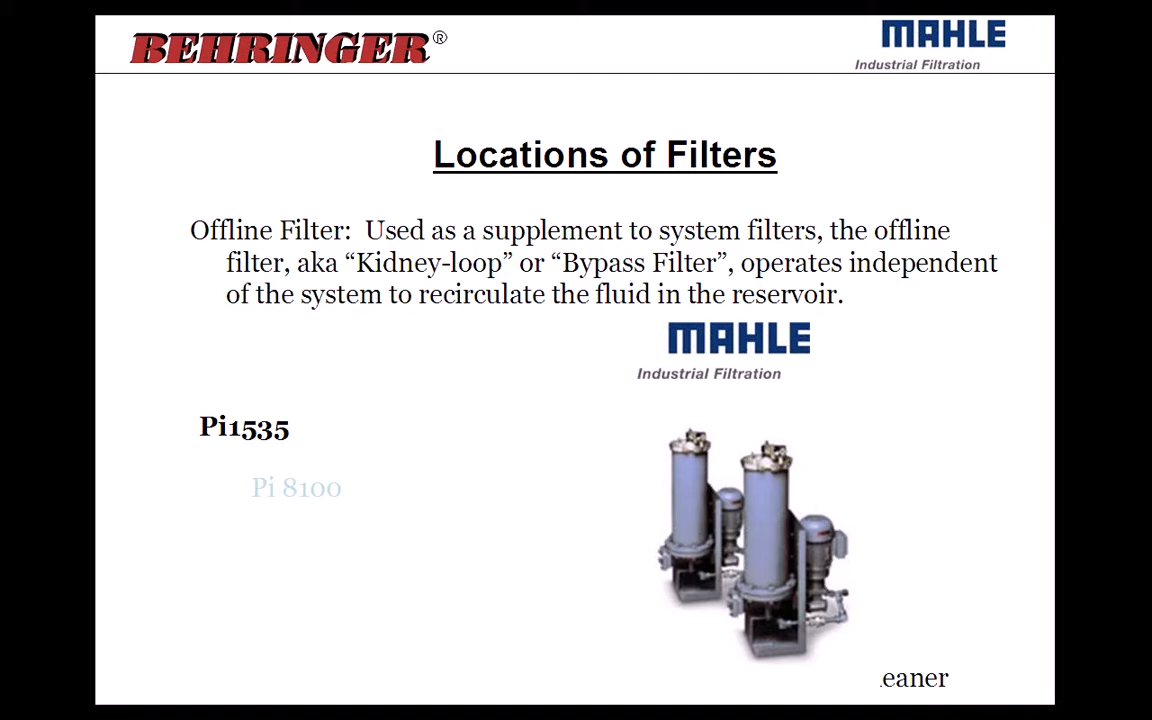 BEHRINGER®
MAHLE
Industrial Filtration
Locations of Filters
Offline Filter: Used as a supplement to system filters, the offline
filter, aka “Kidney-loop” or “Bypass Filter”, operates independent
of the system to recirculate the fluid in the reservoir.
MAHLE
Industrial Filtration
Pi1535
Pi 8100
eaner